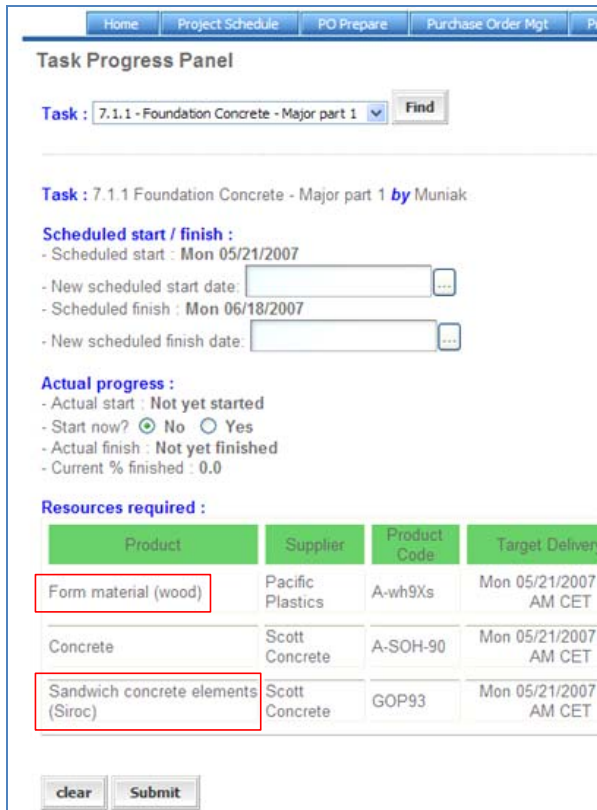 Home Project Schedule PO Prepare Purchase Order Mgt
Task Progress Panel
Task : 7.1.1 - Foundation Concrete - Major part 1 Find
Task : 7.1.1 Foundation Concrete - Major part 1 by Muniak
Scheduled start / finish :
- Scheduled start : Mon 05/21/2007
- New scheduled start date: ...
- Scheduled finish : Mon 06/18/2007
- New scheduled finish date: ...
Actual progress :
- Actual start : Not yet started
- Start now? No Yes
- Actual finish : Not yet finished
- Current % finished : 0.0
Resources required :
Product Supplier Product Code Target Delivery
Form material (wood) Pacific Plastics A-wh9Xs Mon 05/21/2007 AM CET
Concrete Scott Concrete A-SOH-90 Mon 05/21/2007 AM CET
Sandwich concrete elements (Siroc) Scott Concrete GOP93 Mon 05/21/2007 AM CET
clear Submit